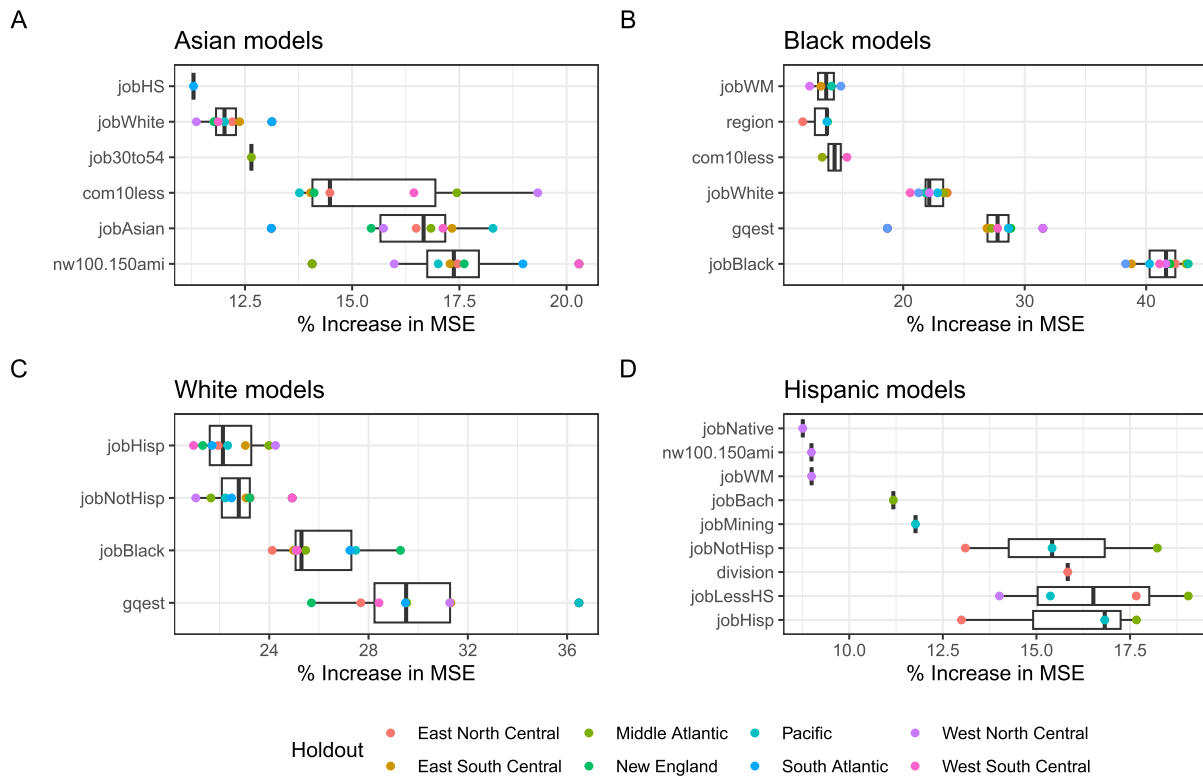 A
Asian models
jobHS
jobWhite
job30to54
com10less
jobAsian
nw100.150ami
12.5 15.0 17.5 20.0
% Increase in MSE
B
Black models
jobWM
region
com10less
jobWhite
gqest
jobBlack
20 30 40
% Increase in MSE
C
White models
jobHisp
jobNotHisp
jobBlack
gqest
24 28 32 36
% Increase in MSE
D
Hispanic models
jobNative
nw100.150ami
jobWM
jobBach
jobMining
jobNotHisp
division
jobLessHS
jobHisp
10.0 12.5 15.0 17.5
% Increase in MSE
Holdout
East North Central Middle Atlantic Pacific West North Central
East South Central New England South Atlantic West South Central